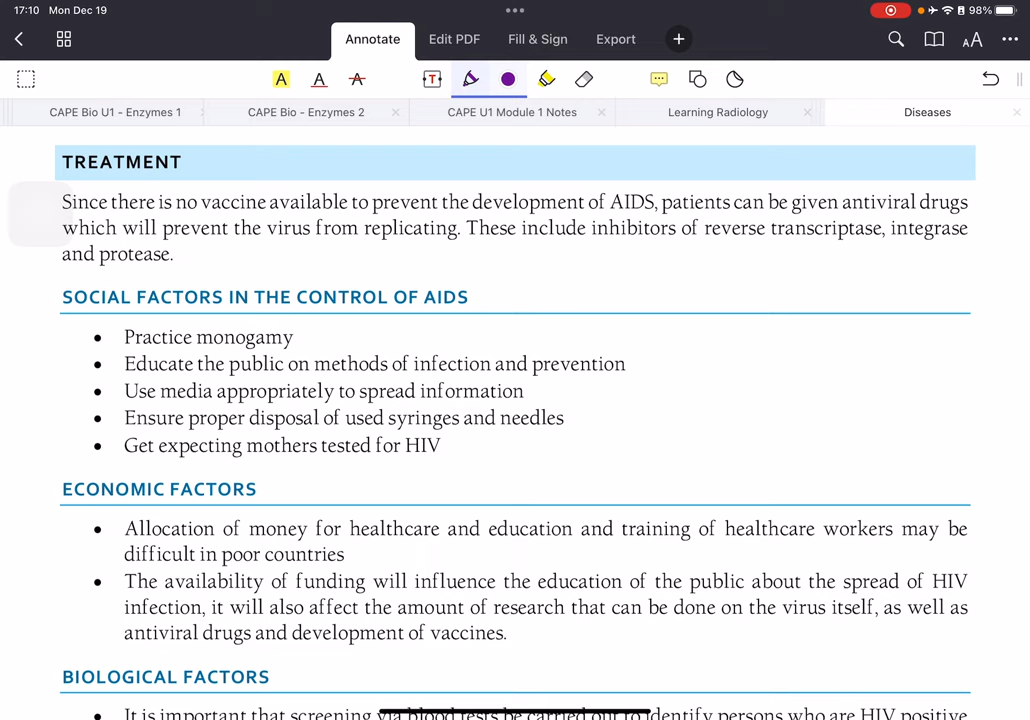 17:10 Mon Dec 19
98%
Annotate Edit PDF Fill & Sign Export
CAPE Bio U1 - Enzymes 1 CAPE Bio - Enzymes 2 CAPE U1 Module 1 Notes Learning Radiology Diseases
TREATMENT
Since there is no vaccine available to prevent the development of AIDS, patients can be given antiviral drugs
which will prevent the virus from replicating. These include inhibitors of reverse transcriptase, integrase
and protease.
SOCIAL FACTORS IN THE CONTROL OF AIDS
• Practice monogamy
• Educate the public on methods of infection and prevention
• Use media appropriately to spread information
• Ensure proper disposal of used syringes and needles
• Get expecting mothers tested for HIV
ECONOMIC FACTORS
• Allocation of money for healthcare and education and training of healthcare workers may be
difficult in poor countries
• The availability of funding will influence the education of the public about the spread of HIV
infection, it will also affect the amount of research that can be done on the virus itself, as well as
antiviral drugs and development of vaccines.
BIOLOGICAL FACTORS
• It is important that screening via blood tests be carried out to identify persons who are HIV positive